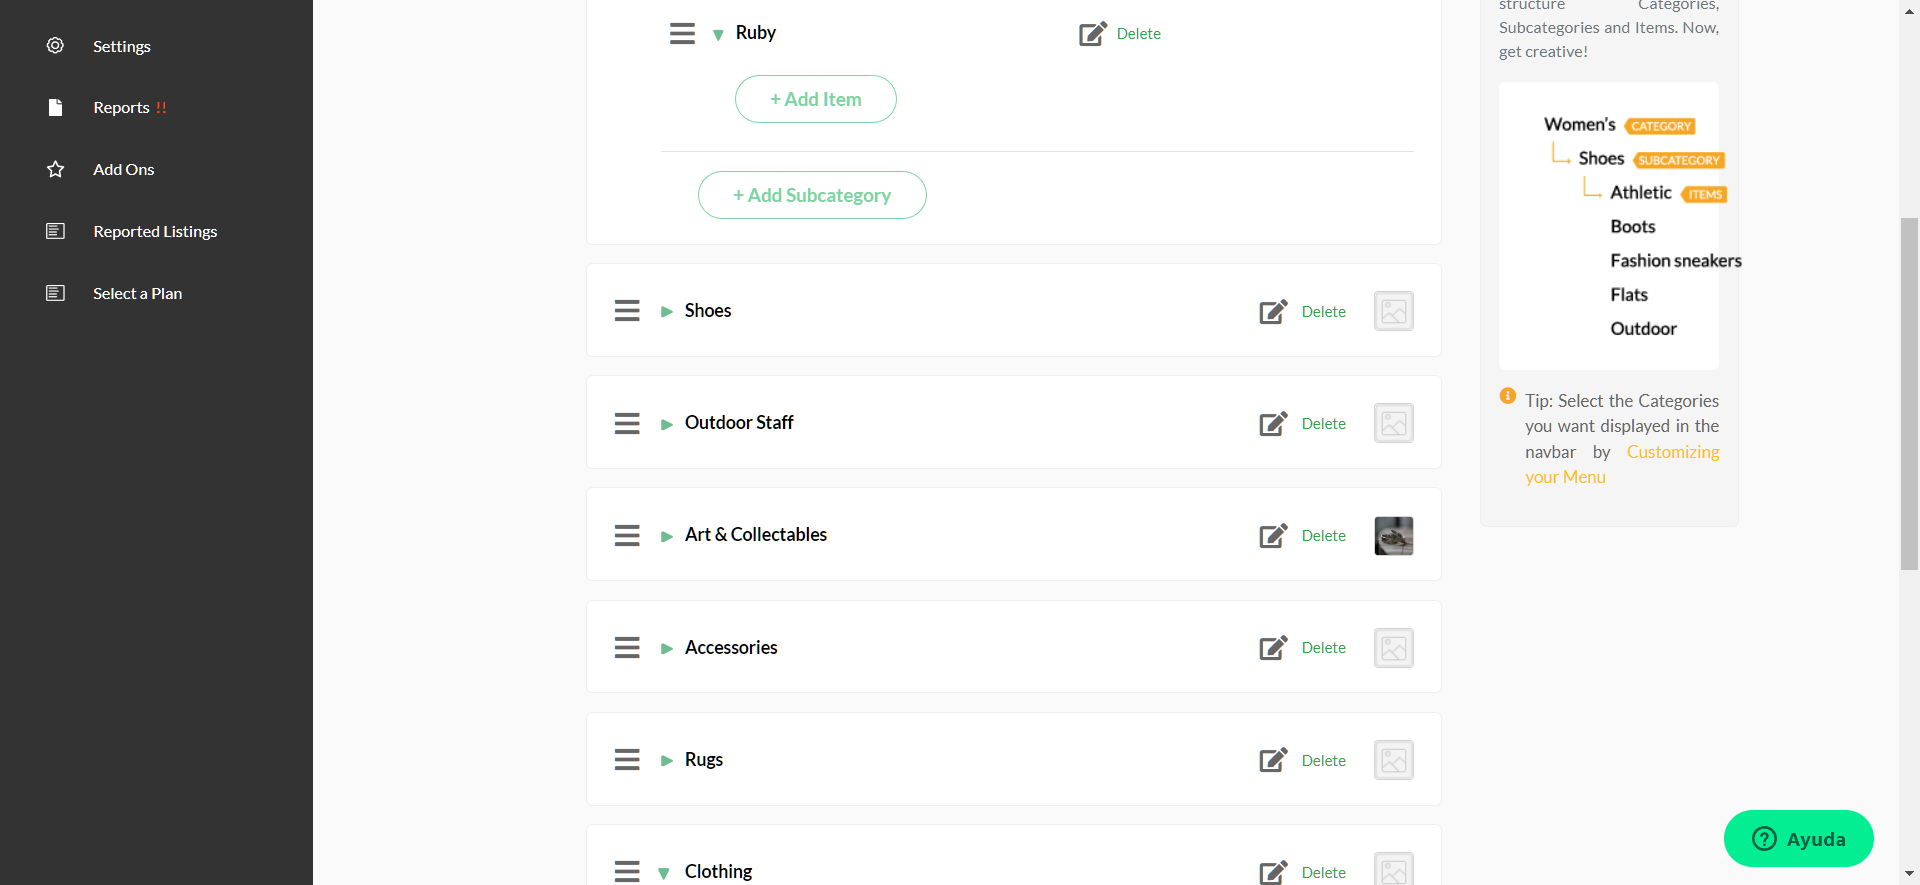 Settings
Reports !!
Add Ons
Reported Listings
Select a Plan
Ruby
Delete
+ Add Item
+ Add Subcategory
Shoes
Delete
Outdoor Staff
Delete
Art & Collectables
Delete
Accessories
Delete
Rugs
Delete
Clothing
Delete
structure Categories,
Subcategories and Items. Now,
get creative!
Women's CATEGORY
Shoes SUBCATEGORY
Athletic ITEMS
Boots
Fashion sneakers
Flats
Outdoor
Tip: Select the Categories
you want displayed in the
navbar by Customizing
your Menu
Ayuda